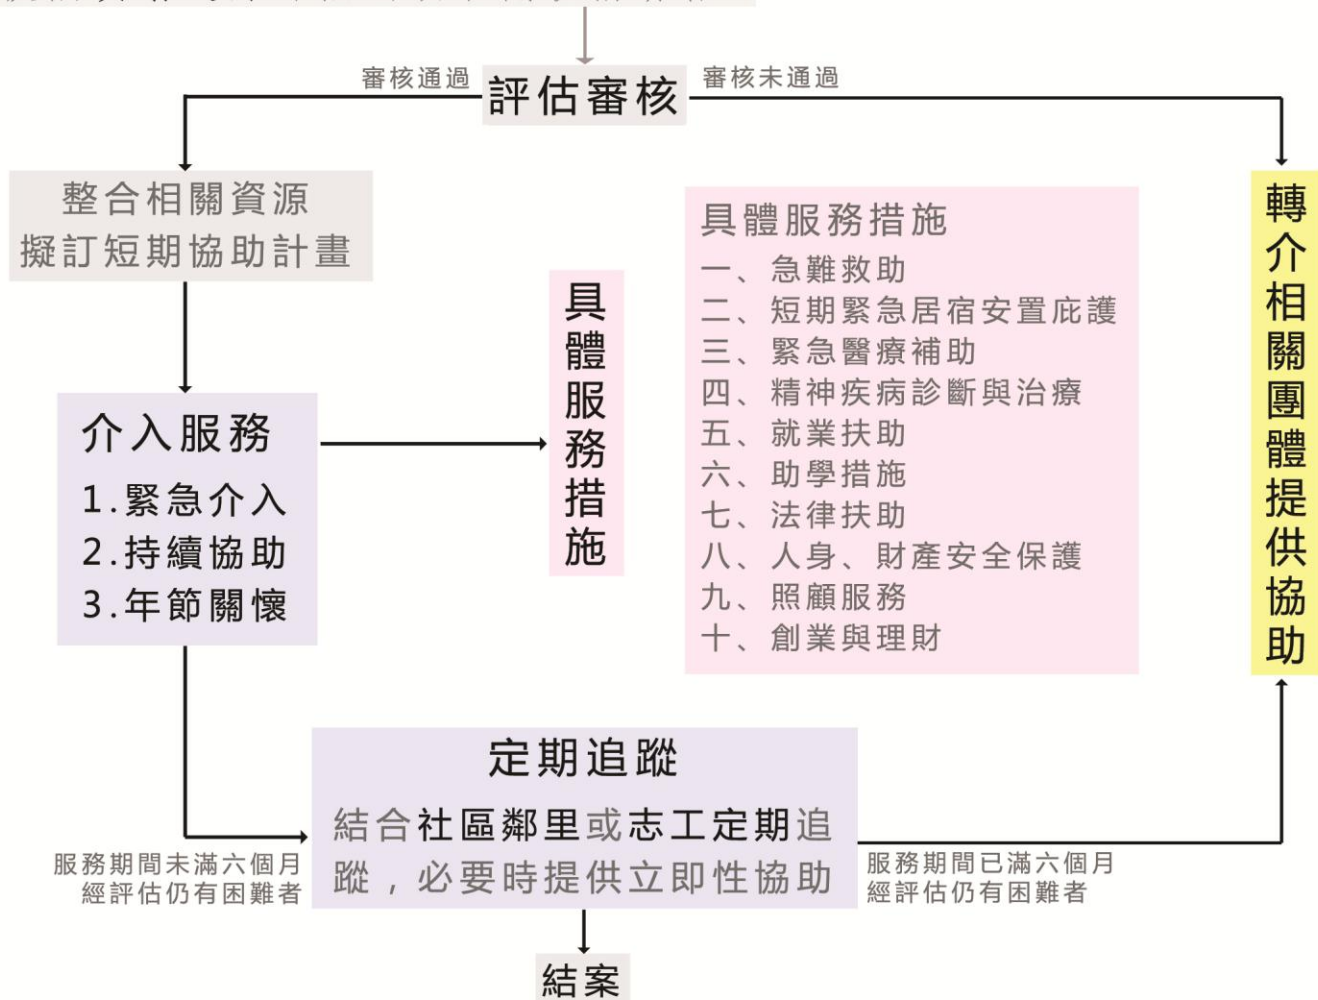 審核通過
評估審核
審核未通過
整合相關資源
擬訂短期協助計畫
介入服務
1.緊急介入
2.持續協助
3.年節關懷
具體服務措施
具體服務措施
一、急難救助
二、短期緊急居宿安置庇護
三、緊急醫療補助
四、精神疾病診斷與治療
五、就業扶助
六、助學措施
七、法律扶助
八、人身、財產安全保護
九、照顧服務
十、創業與理財
轉介相關團體提供協助
定期追蹤
結合社區鄰里或志工定期追
蹤，必要時提供立即性協助
服務期間未滿六個月
經評估仍有困難者
服務期間已滿六個月
經評估仍有困難者
結案